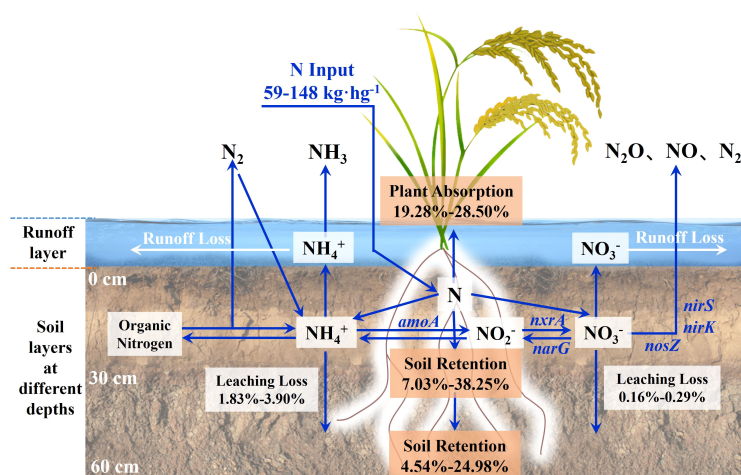 N Input
59-148 kg·hg⁻¹
N₂
NH₃
N₂O、NO、N₂
Plant Absorption
19.28%-28.50%
Runoff
layer
Runoff Loss
NH₄⁺
NO₃⁻
Runoff Loss
0 cm
N
Soil
layers
at
different
depths
Organic
Nitrogen
NH₄⁺
amoA
NO₂⁻
nxrA
narG
NO₃⁻
nirS
nirK
nosZ
30 cm
Leaching Loss
1.83%-3.90%
Soil Retention
7.03%-38.25%
Leaching Loss
0.16%-0.29%
Soil Retention
4.54%-24.98%
60 cm